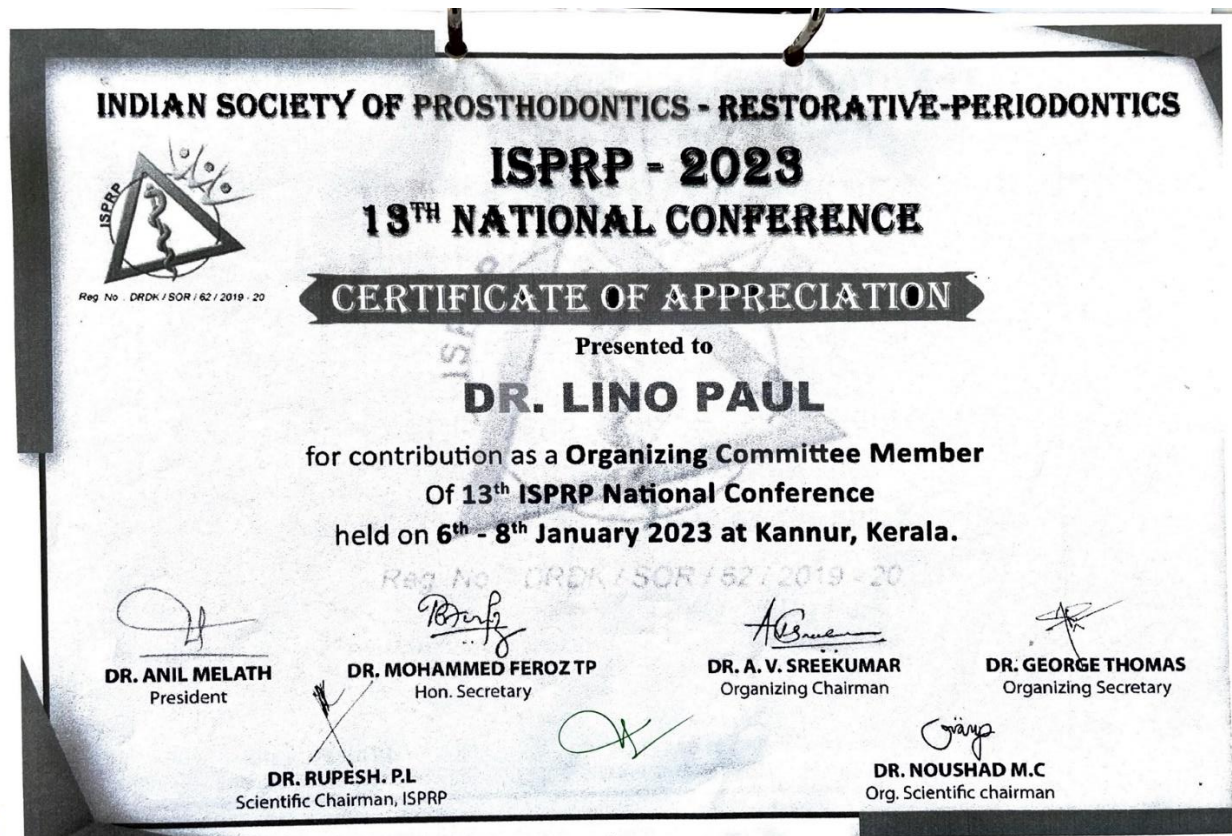 INDIAN SOCIETY OF PROSTHODONTICS - RESTORATIVE-PERIODONTICS
ISPRP
ISPRP - 2023
13TH NATIONAL CONFERENCE
Reg No . DRDK / SOR / 62 / 2019 - 20
CERTIFICATE OF APPRECIATION
ISPRP
Presented to
DR. LINO PAUL
for contribution as a Organizing Committee Member
Of 13th ISPRP National Conference
held on 6th - 8th January 2023 at Kannur, Kerala.
Reg No DRDK / SOR / 62 / 2019 - 20
DR. ANIL MELATH
President
DR. MOHAMMED FEROZ TP
Hon. Secretary
DR. A. V. SREEKUMAR
Organizing Chairman
DR. GEORGE THOMAS
Organizing Secretary
DR. RUPESH. P.L
Scientific Chairman, ISPRP
DR. NOUSHAD M.C
Org. Scientific chairman